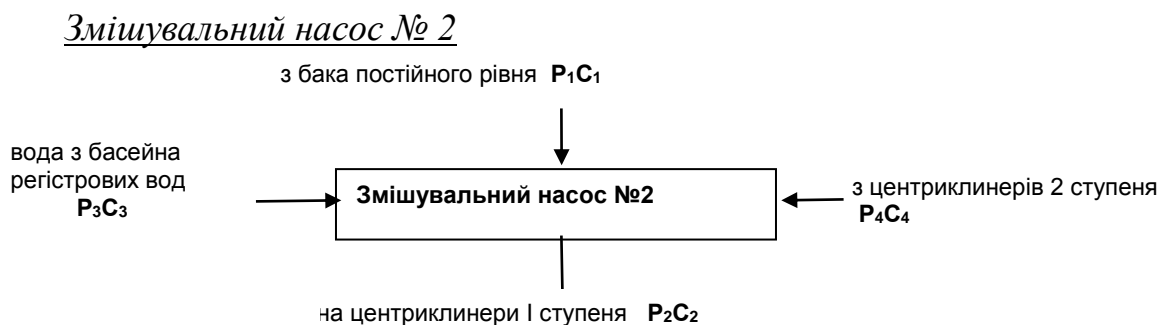 Змішувальний насос № 2
з бака постійного рівня P₁C₁
вода з басейна
регістрових вод
P₃C₃
Змішувальний насос №2
з центриклинерів 2 ступеня
P₄C₄
на центриклинери І ступеня P₂C₂